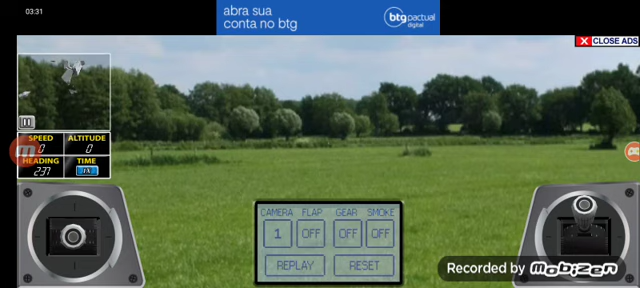 03:31
abra sua
conta no btg
btg pactual
digital
CLOSE ADS
SPEED
ALTITUDE
0
0
HEADING
TIME
237
CAMERA FLAP GEAR SMOKE
1 OFF OFF OFF
REPLAY RESET
Recorded by mobizen